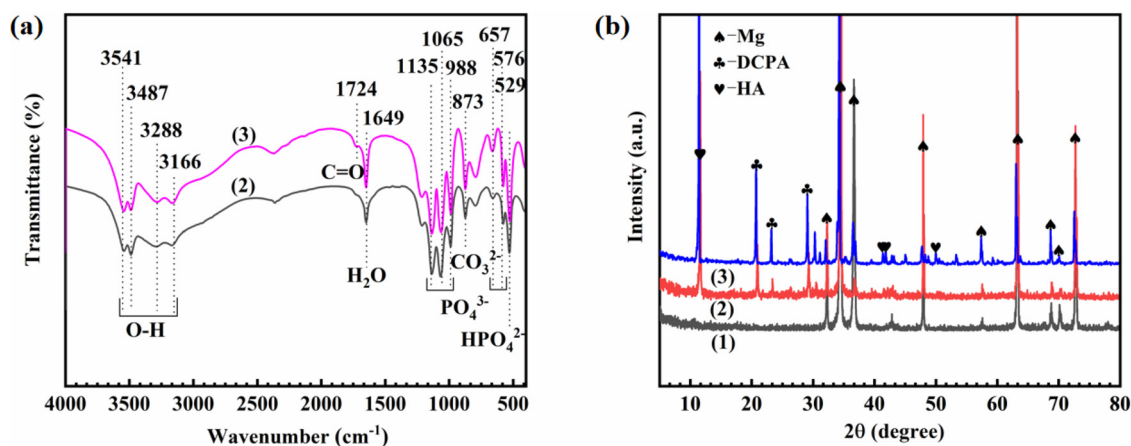 (a)
3541
3487
3288
3166
1724
1649
1135
1065
988
873
657
576
529
(3)
(2)
C=O
H₂O
CO₃²⁻
PO₄³⁻
HPO₄²⁻
O-H
Transmittance (%)
4000 3500 3000 2500 2000 1500 1000 500
Wavenumber (cm⁻¹)
(b)
♠-Mg
♣-DCPA
♥-HA
(3)
(2)
(1)
Intensity (a.u.)
10 20 30 40 50 60 70 80
2θ (degree)